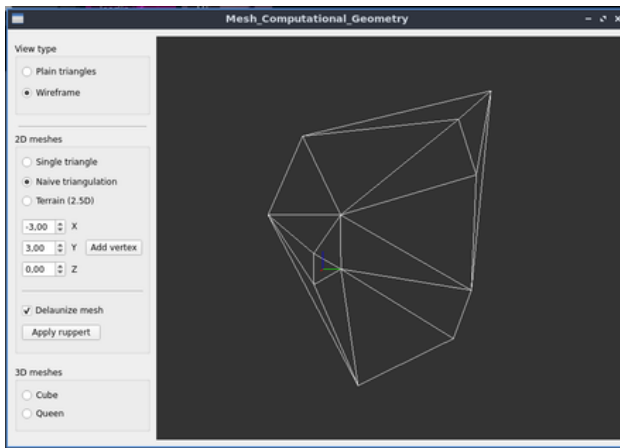 Mesh_Computational_Geometry
View type
Plain triangles
Wireframe
2D meshes
Single triangle
Naive triangulation
Terrain (2.5D)
-3,00 X
3,00 Y Add vertex
0,00 Z
Delaunize mesh
Apply ruppert
3D meshes
Cube
Queen